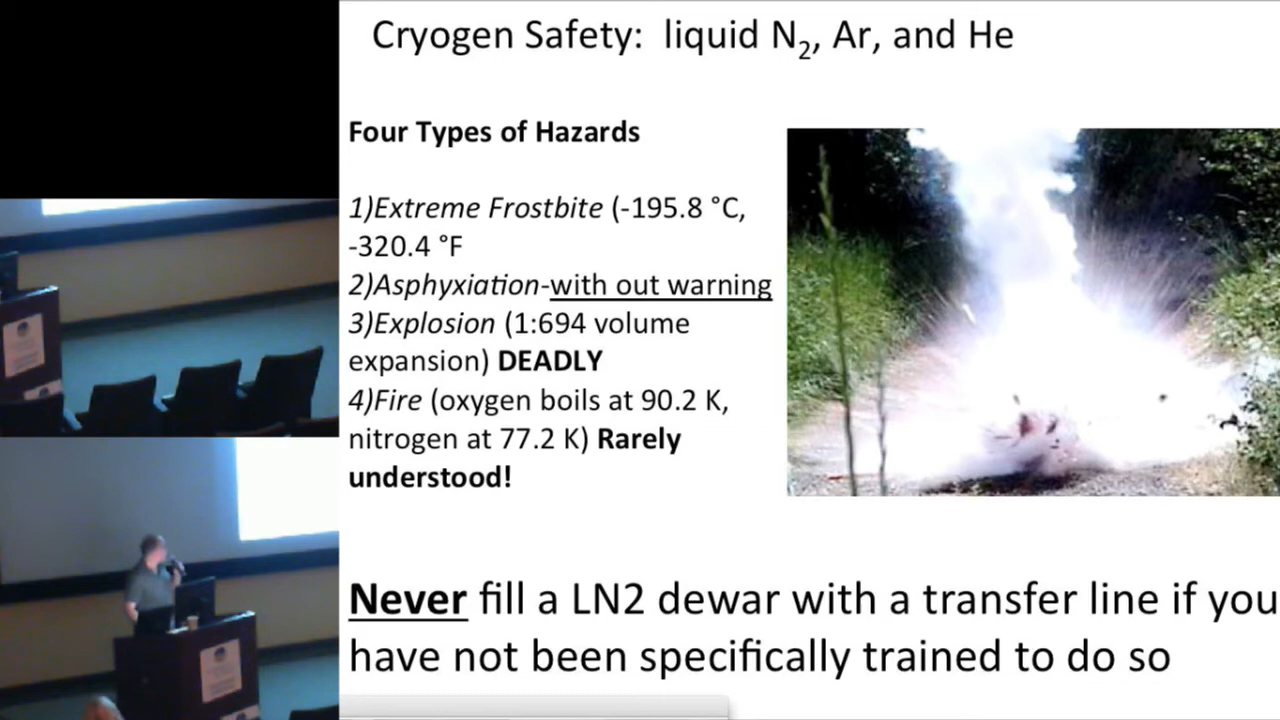 Cryogen Safety: liquid N₂, Ar, and He
Four Types of Hazards
1)Extreme Frostbite (-195.8 °C,
-320.4 °F
2)Asphyxiation-with out warning
3)Explosion (1:694 volume
expansion) DEADLY
4)Fire (oxygen boils at 90.2 K,
nitrogen at 77.2 K) Rarely
understood!
Never fill a LN2 dewar with a transfer line if you
have not been specifically trained to do so